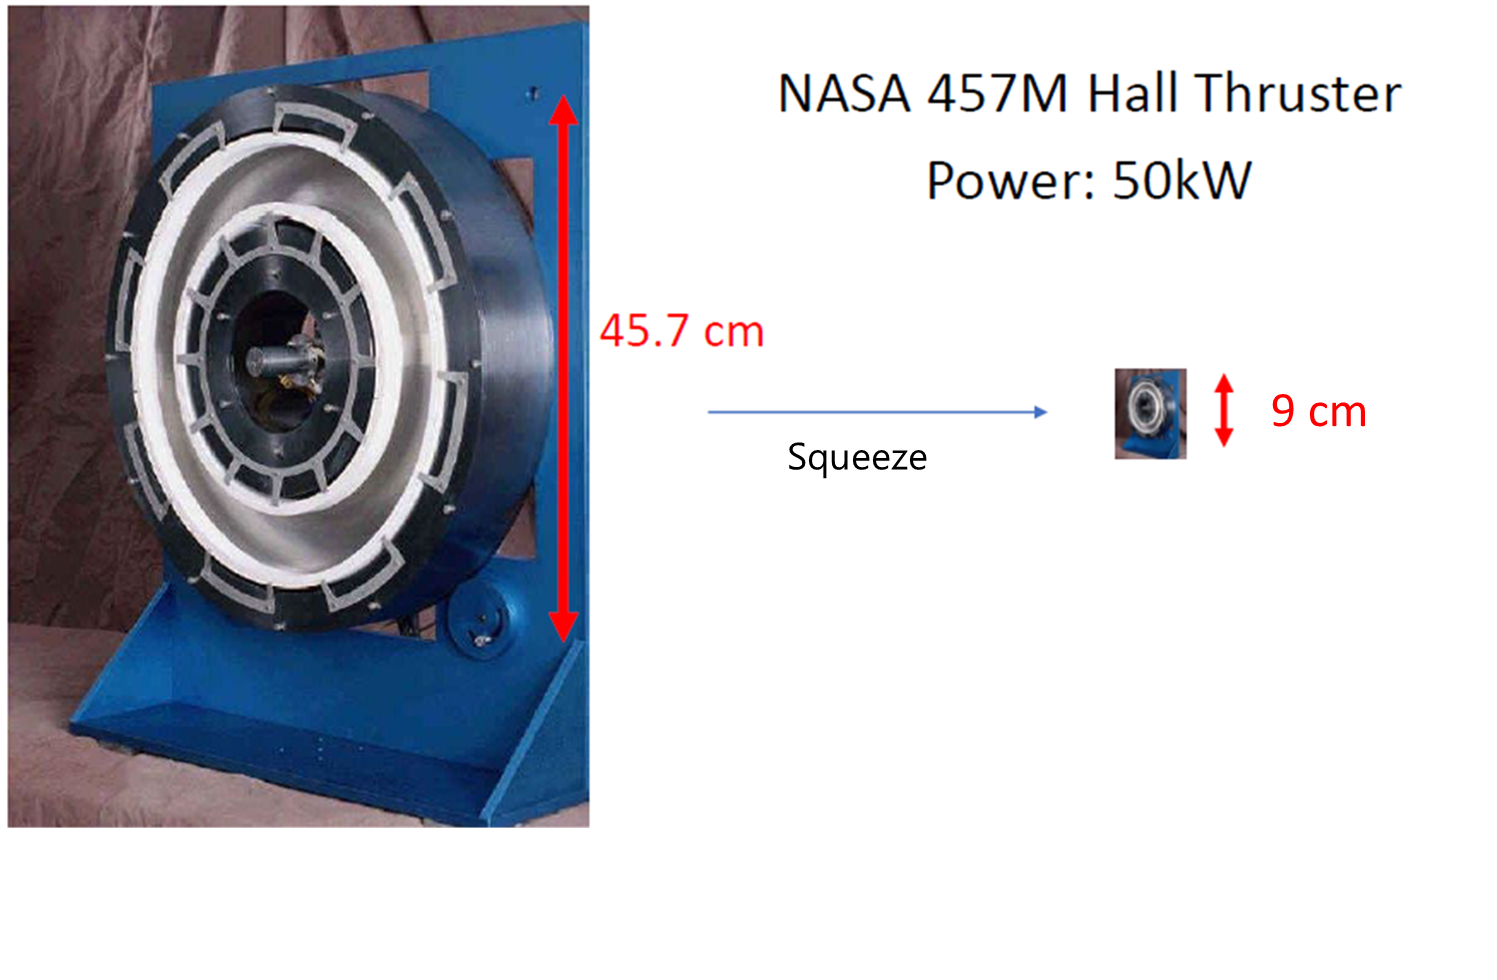 NASA 457M Hall Thruster
Power: 50kW
45.7 cm
9 cm
Squeeze